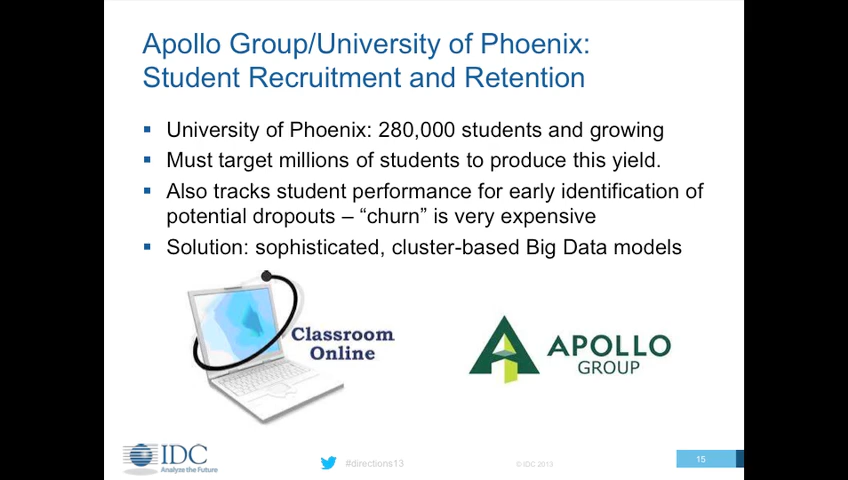 Apollo Group/University of Phoenix:
Student Recruitment and Retention
▪ University of Phoenix: 280,000 students and growing
▪ Must target millions of students to produce this yield.
▪ Also tracks student performance for early identification of
potential dropouts – “churn” is very expensive
▪ Solution: sophisticated, cluster-based Big Data models
Classroom
Online
APOLLO
GROUP
IDC
Analyze the Future
#directions13
© IDC 2013
15